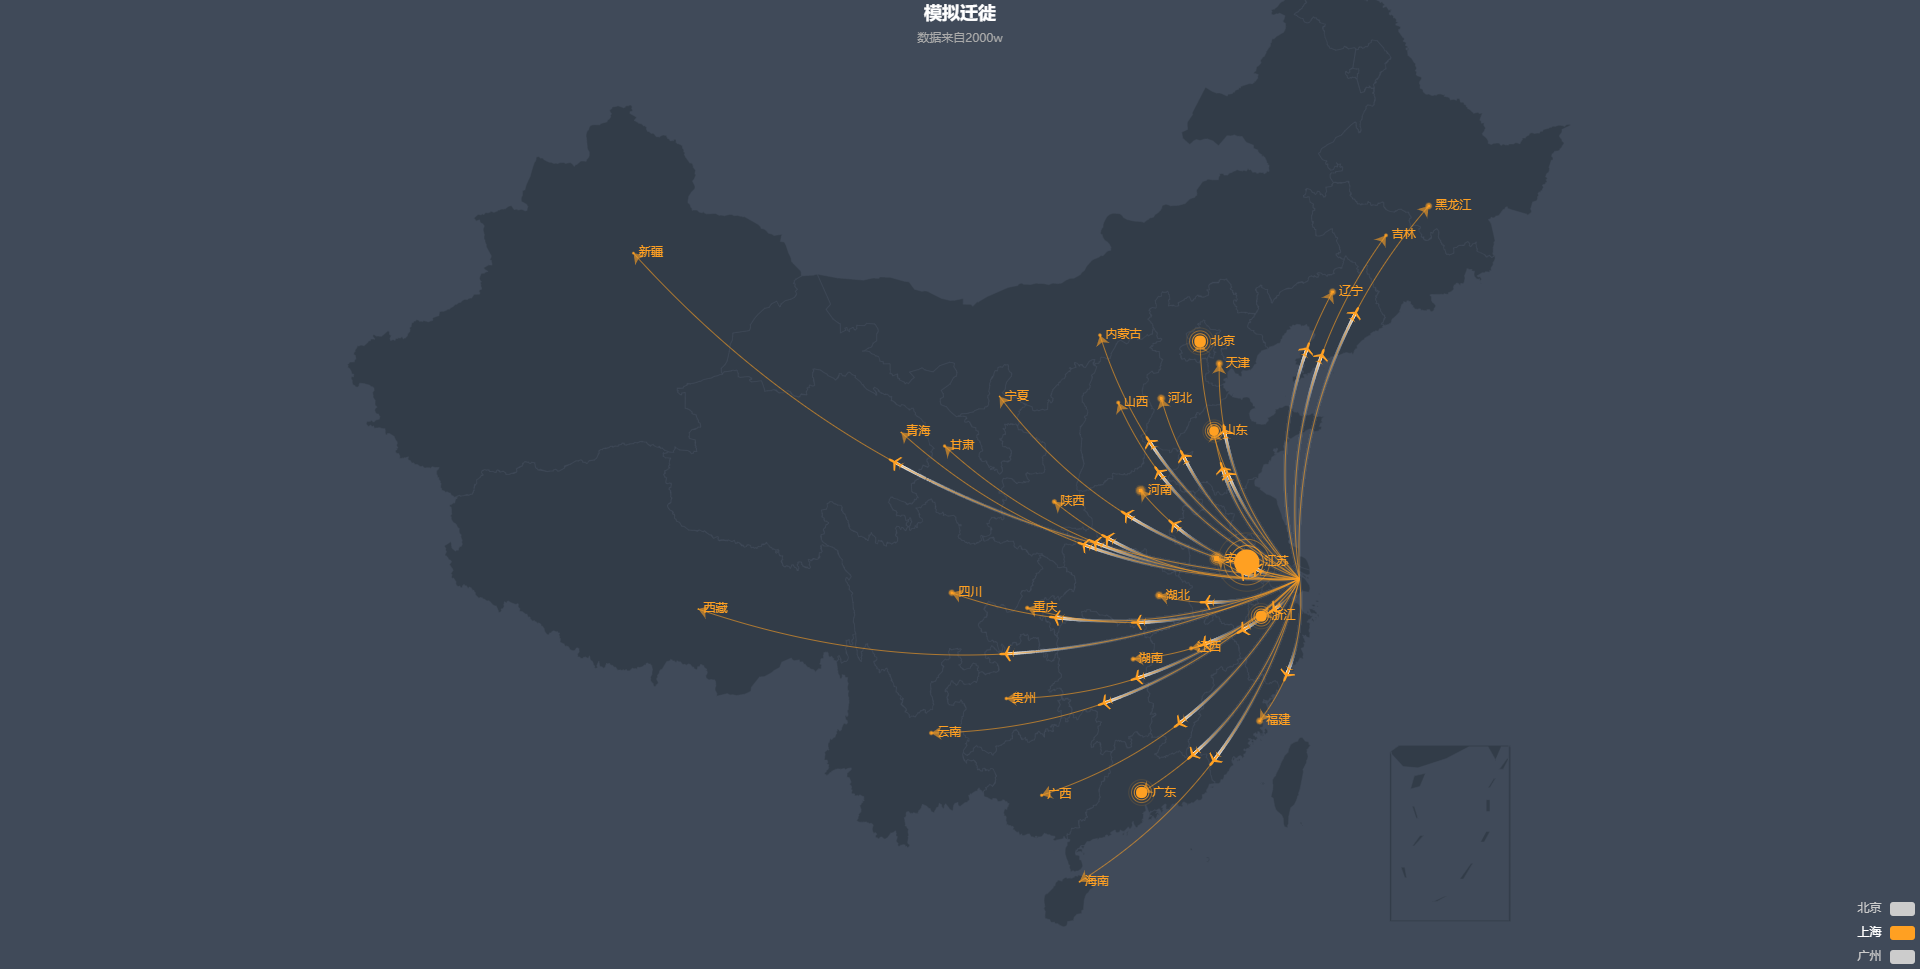 模拟迁徙
数据来自2000w
黑龙江
吉林
新疆
辽宁
内蒙古
北京
天津
宁夏
山西
河北
青海
山东
甘肃
河南
陕西
江苏
四川
湖北
重庆
西藏
浙江
江西
湖南
贵州
福建
云南
广西
广东
海南
北京
上海
广州